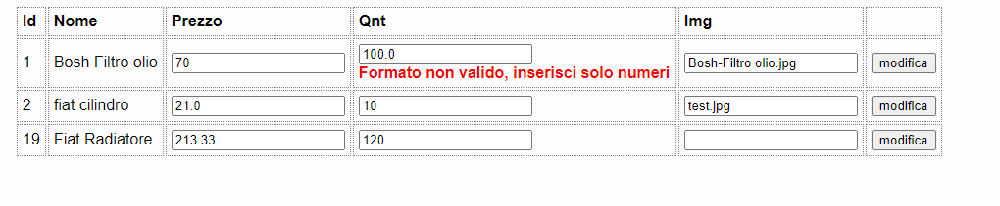 Id Nome Prezzo Qnt Img
1 Bosh Filtro olio 70 100.0 Bosh-Filtro olio.jpg modifica
Formato non valido, inserisci solo numeri
2 fiat cilindro 21.0 10 test.jpg modifica
19 Fiat Radiatore 213.33 120 modifica